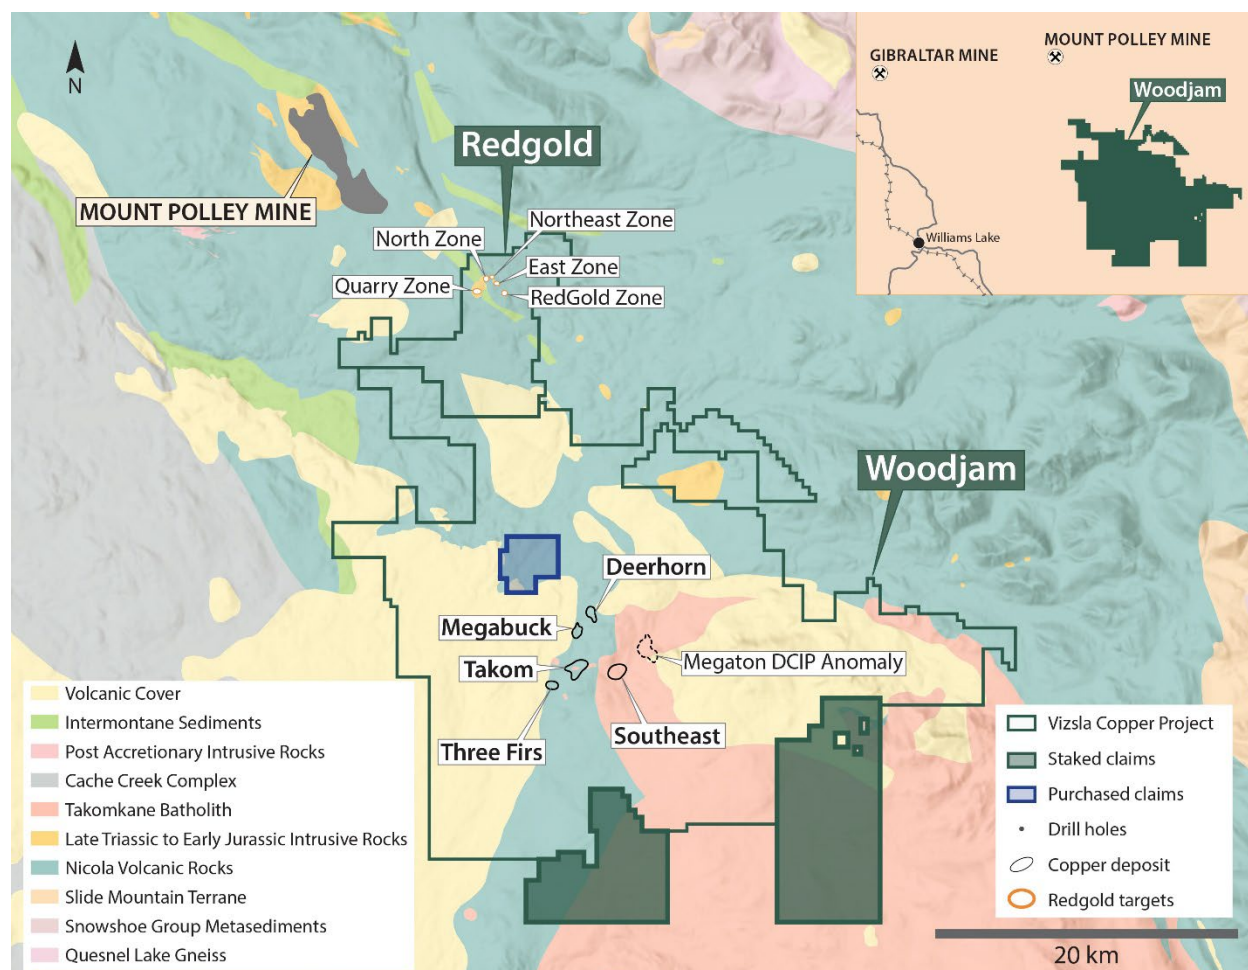 N
Redgold
MOUNT POLLEY MINE
Northeast Zone
North Zone
East Zone
Quarry Zone
RedGold Zone
GIBRALTAR MINE
MOUNT POLLEY MINE
Woodjam
Williams Lake
Woodjam
Deerhorn
Megabuck
Megaton DCIP Anomaly
Takom
Southeast
Three Firs
Volcanic Cover
Intermontane Sediments
Post Accretionary Intrusive Rocks
Cache Creek Complex
Takomkane Batholith
Late Triassic to Early Jurassic Intrusive Rocks
Nicola Volcanic Rocks
Slide Mountain Terrane
Snowshoe Group Metasediments
Quesnel Lake Gneiss
Vizsla Copper Project
Staked claims
Purchased claims
Drill holes
Copper deposit
Redgold targets
20 km